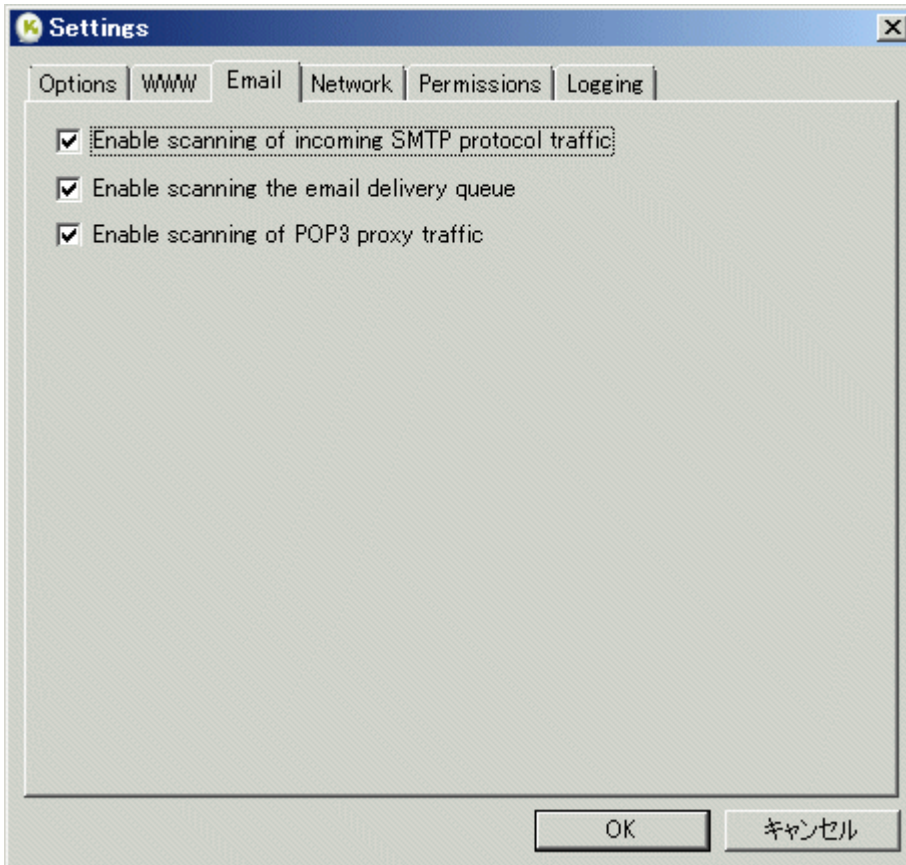 Settings
Options WWW Email Network Permissions Logging
Enable scanning of incoming SMTP protocol traffic
Enable scanning the email delivery queue
Enable scanning of POP3 proxy traffic
OK キャンセル